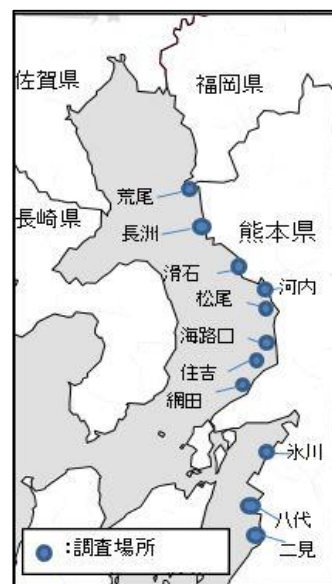 佐賀県
福岡県
荒尾
長崎県
長洲
熊本県
滑石
河内
松尾
海路口
住吉
網田
氷川
八代
二見
:調査場所